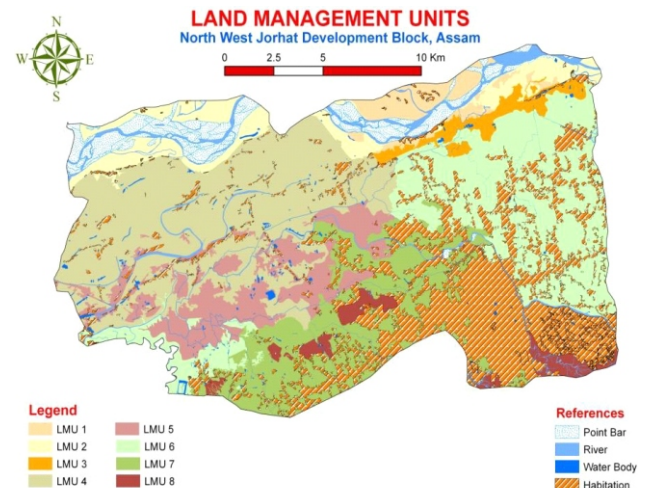 LAND MANAGEMENT UNITS
North West Jorhat Development Block, Assam
N
W E
S
0 2.5 5 10 Km
Legend
LMU 1
LMU 2
LMU 3
LMU 4
LMU 5
LMU 6
LMU 7
LMU 8
References
Point Bar
River
Water Body
Habitation